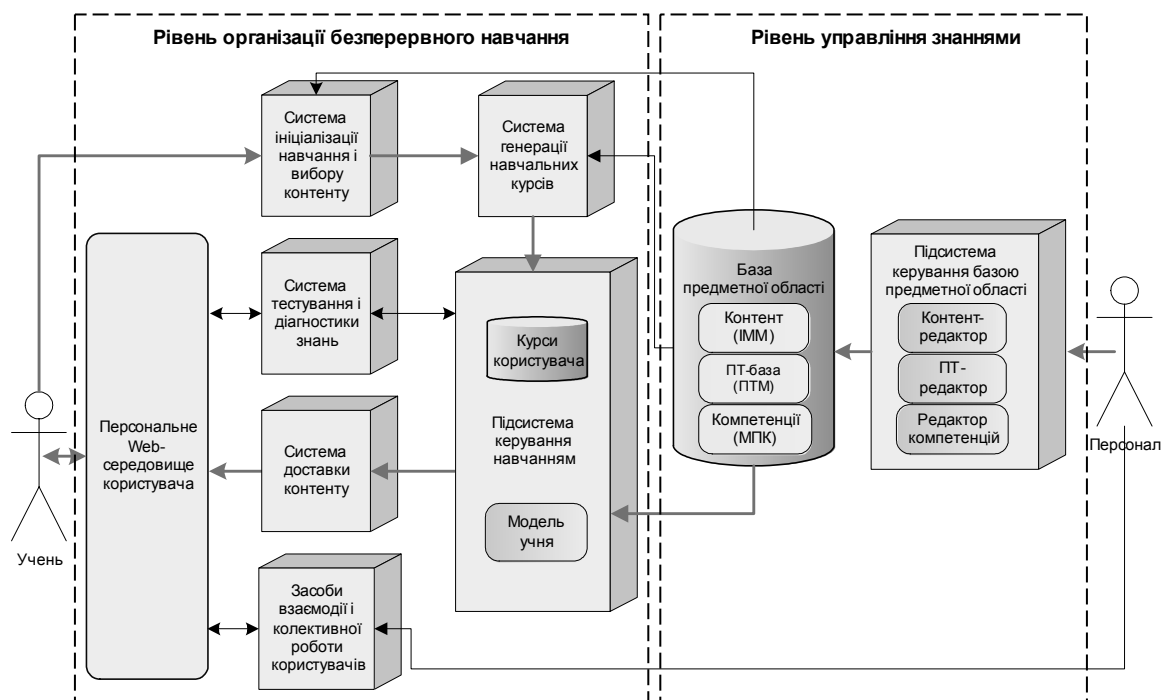 Рівень організації безперервного навчання
Рівень управління знаннями
Система
ініціалізації
навчання і
вибору
контенту
Система
генерації
навчальних
курсів
Система
тестування і
діагностики
знань
Курси
користувача
Підсистема
керування
навчанням
Модель
учня
Персональне
Web-
середовище
користувача
Система
доставки
контенту
Засоби
взаємодії і
колективної
роботи
користувачів
Учень
База
предметної області
Контент
(ІММ)
ПТ-база
(ПТМ)
Компетенції
(МПК)
Підсистема
керування базою
предметної області
Контент-
редактор
ПТ-
редактор
Редактор
компетенцій
Персонал